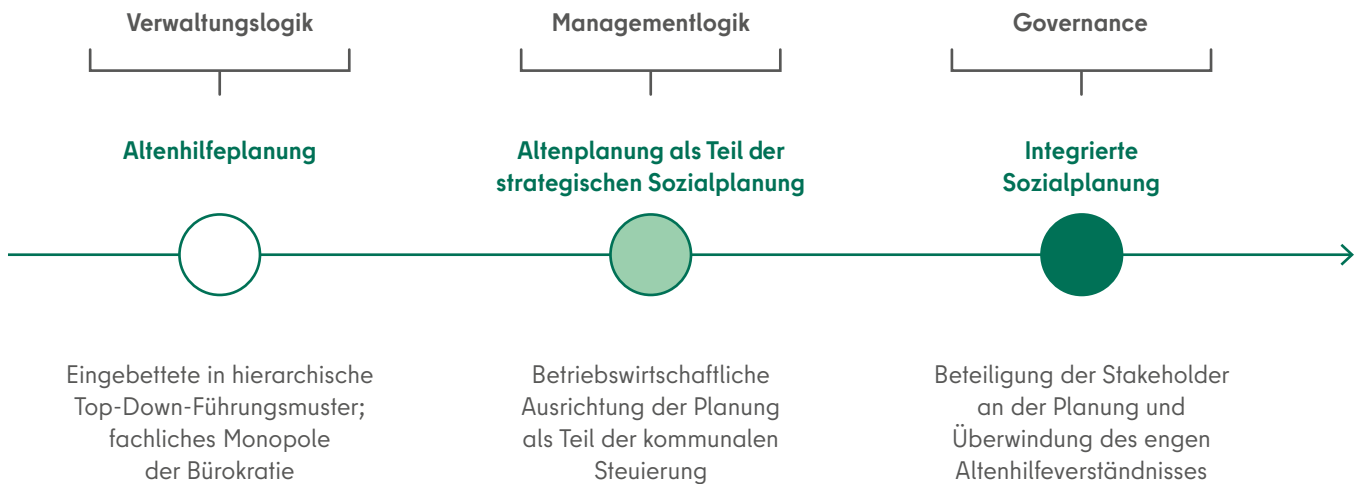 Verwaltungslogik
Altenhilfeplanung
Eingebettete in hierarchische
Top-Down-Führungsmuster;
fachliches Monopole
der Bürokratie
Managementlogik
Altenplanung als Teil der
strategischen Sozialplanung
Betriebswirtschaftliche
Ausrichtung der Planung
als Teil der kommunalen
Steuierung
Governance
Integrierte
Sozialplanung
Beteiligung der Stakeholder
an der Planung und
Überwindung des engen
Altenhilfeverständnisses